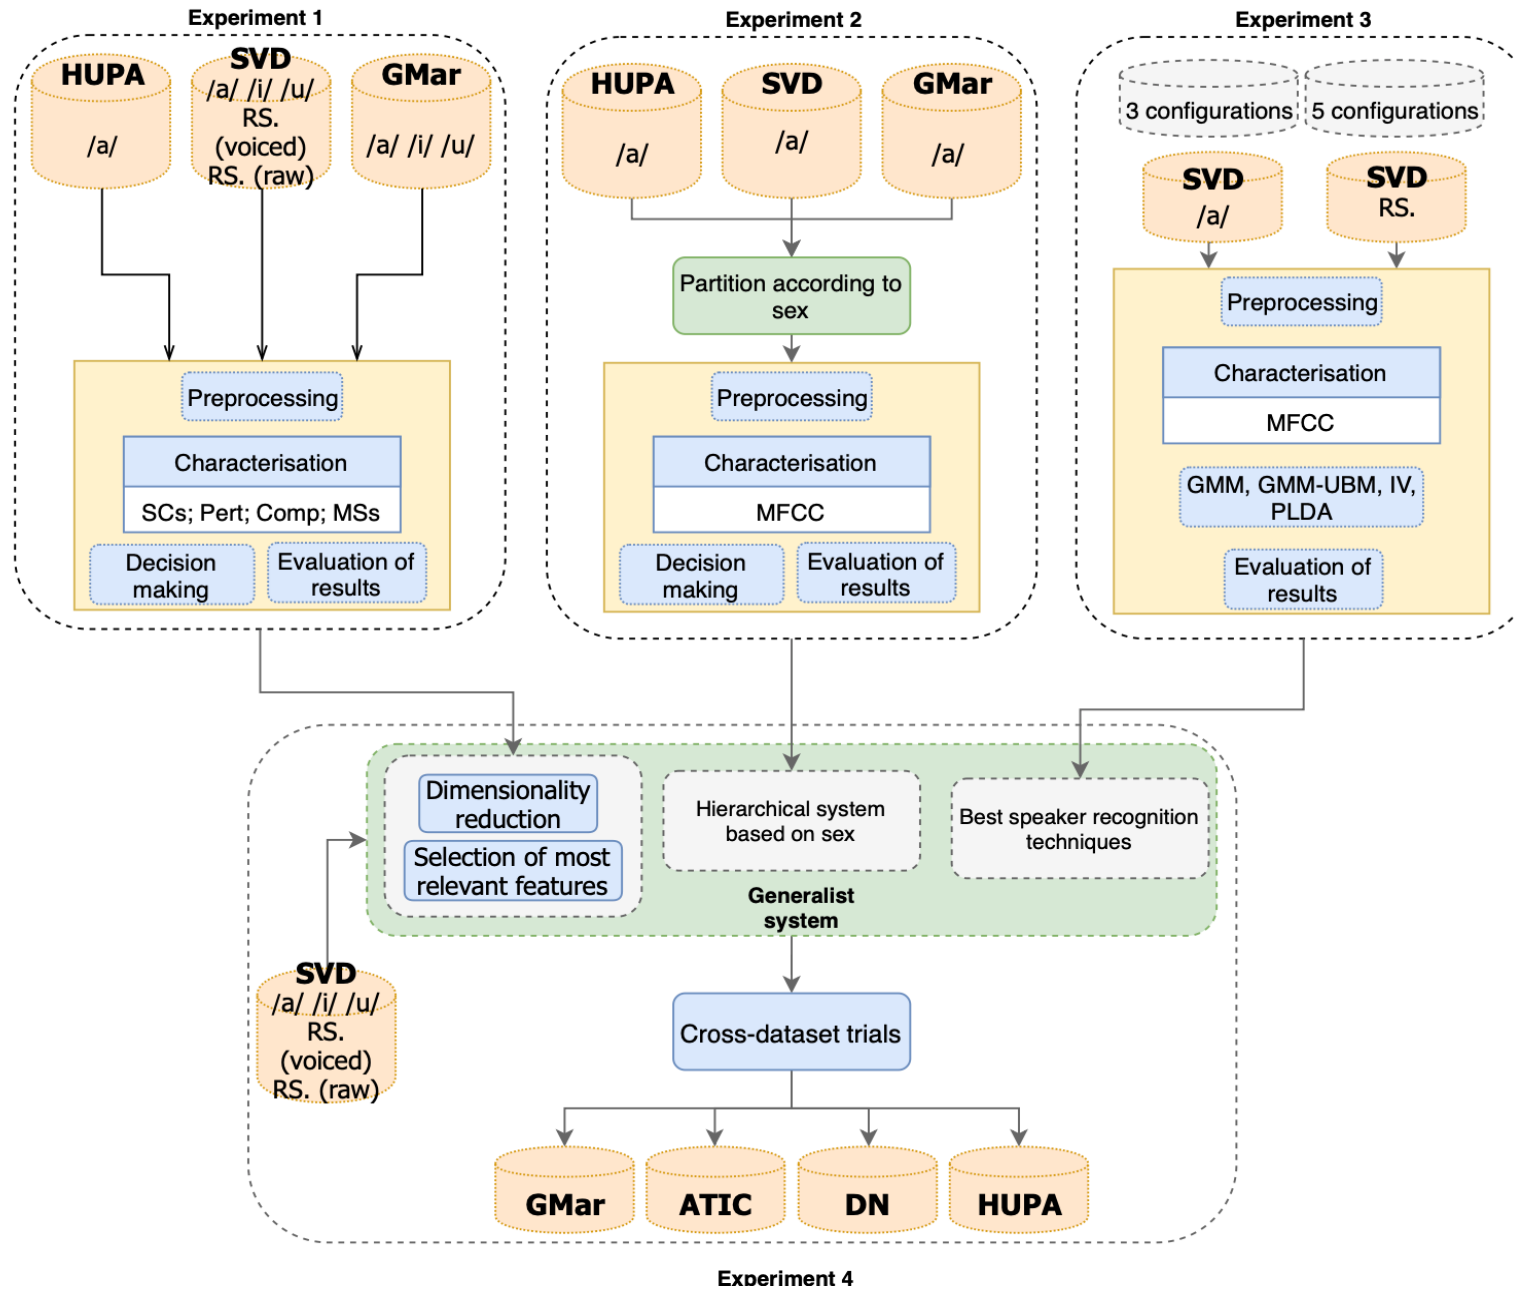 Experiment 1
HUPA
/a/
SVD
/a/ /i/ /u/
RS.
(voiced)
RS. (raw)
GMar
/a/ /i/ /u/
Preprocessing
Characterisation
SCs; Pert; Comp; MSs
Decision
making
Evaluation of
results
Experiment 2
HUPA
/a/
SVD
/a/
GMar
/a/
Partition according to
sex
Preprocessing
Characterisation
MFCC
Decision
making
Evaluation of
results
Experiment 3
3 configurations
5 configurations
SVD
/a/
SVD
RS.
Preprocessing
Characterisation
MFCC
GMM, GMM-UBM, IV,
PLDA
Evaluation of
results
Dimensionality
reduction
Selection of most
relevant features
Hierarchical system
based on sex
Best speaker recognition
techniques
Generalist
system
SVD
/a/ /i/ /u/
RS.
(voiced)
RS. (raw)
Cross-dataset trials
GMar
ATIC
DN
HUPA
Experiment 4